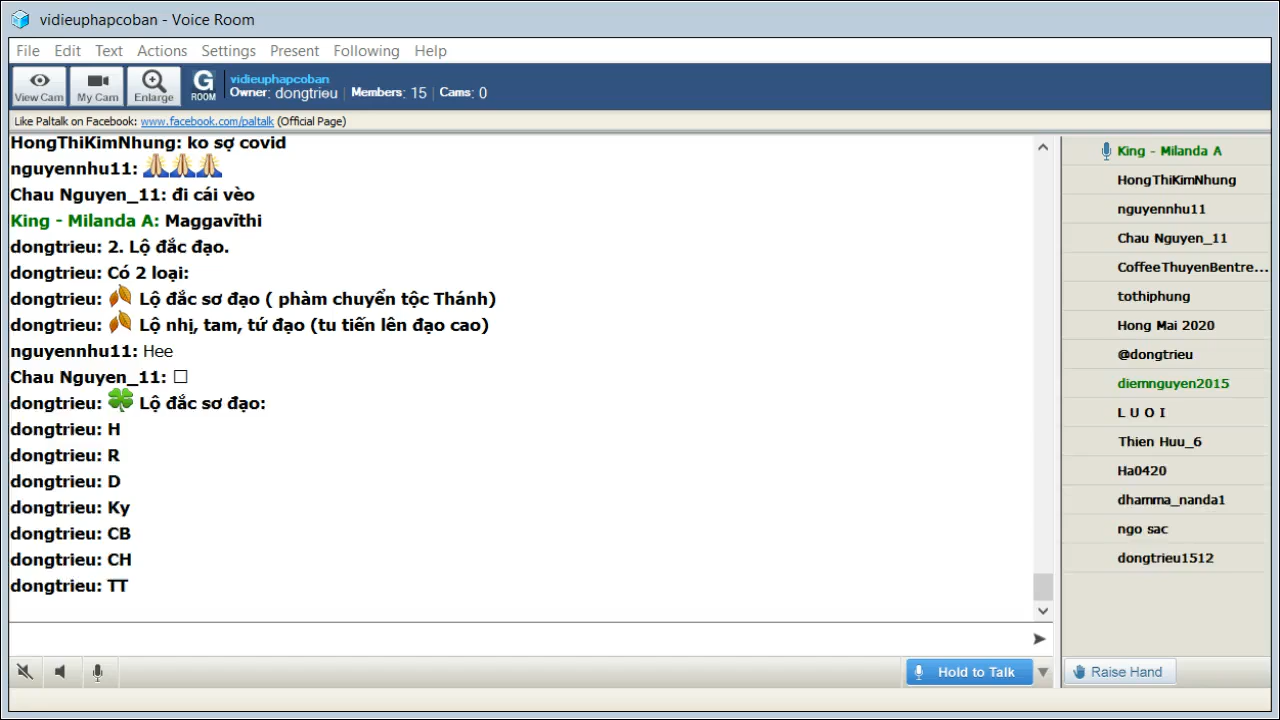 vidieuphapcoban - Voice Room
File Edit Text Actions Settings Present Following Help
View Cam
My Cam
Enlarge
G ROOM
vidieuphapcoban
Owner: dongtrieu | Members: 15 | Cams: 0
Like Paltalk on Facebook: www.facebook.com/paltalk (Official Page)
HongThiKimNhung: ko sợ covid
nguyennhu11: 🙏🙏🙏
Chau Nguyen_11: đi cái vèo
King - Milanda A: Maggavīthi
dongtrieu: 2. Lộ đắc đạo.
dongtrieu: Có 2 loại:
dongtrieu: 🍂 Lộ đắc sơ đạo ( phàm chuyển tộc Thánh)
dongtrieu: 🍂 Lộ nhị, tam, tứ đạo (tu tiến lên đạo cao)
nguyennhu11: Hee
Chau Nguyen_11: □
dongtrieu: 🍀 Lộ đắc sơ đạo:
dongtrieu: H
dongtrieu: R
dongtrieu: D
dongtrieu: Ky
dongtrieu: CB
dongtrieu: CH
dongtrieu: TT
King - Milanda A
HongThiKimNhung
nguyennhu11
Chau Nguyen_11
CoffeeThuyenBentre...
tothiphung
Hong Mai 2020
@dongtrieu
diemnguyen2015
L U O I
Thien Huu_6
Ha0420
dhamma_nanda1
ngo sac
dongtrieu1512
Hold to Talk
Raise Hand